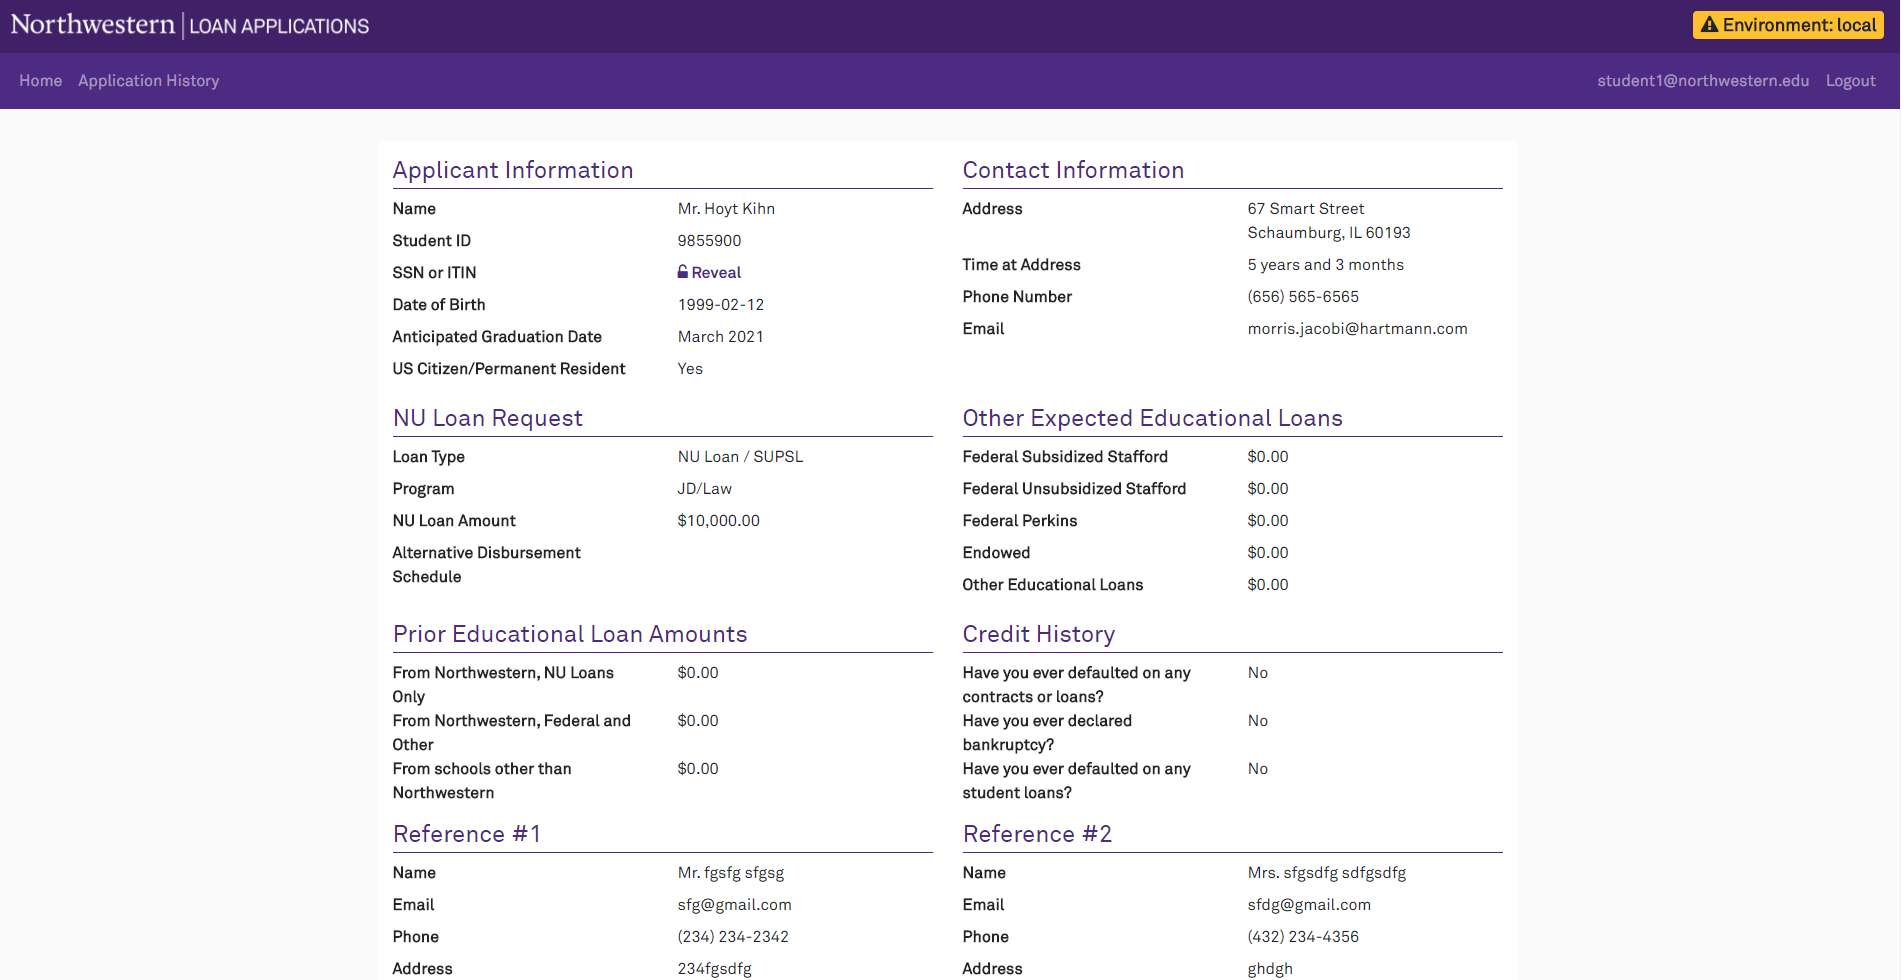 Northwestern | LOAN APPLICATIONS
Environment: local
Home Application History
student1@northwestern.edu Logout
Applicant Information
Name Mr. Hoyt Kihn
Student ID 9855900
SSN or ITIN Reveal
Date of Birth 1999-02-12
Anticipated Graduation Date March 2021
US Citizen/Permanent Resident Yes
Contact Information
Address 67 Smart Street
Schaumburg, IL 60193
Time at Address 5 years and 3 months
Phone Number (656) 565-6565
Email morris.jacobi@hartmann.com
NU Loan Request
Loan Type NU Loan / SUPSL
Program JD/Law
NU Loan Amount $10,000.00
Alternative Disbursement
Schedule
Other Expected Educational Loans
Federal Subsidized Stafford $0.00
Federal Unsubsidized Stafford $0.00
Federal Perkins $0.00
Endowed $0.00
Other Educational Loans $0.00
Prior Educational Loan Amounts
From Northwestern, NU Loans $0.00
Only
From Northwestern, Federal and $0.00
Other
From schools other than $0.00
Northwestern
Credit History
Have you ever defaulted on any No
contracts or loans?
Have you ever declared No
bankruptcy?
Have you ever defaulted on any No
student loans?
Reference #1
Name Mr. fgsfg sfgsg
Email sfg@gmail.com
Phone (234) 234-2342
Address 234fgsdfg
Reference #2
Name Mrs. sfgsdfg sdfgsdfg
Email sfdg@gmail.com
Phone (432) 234-4356
Address ghdgh